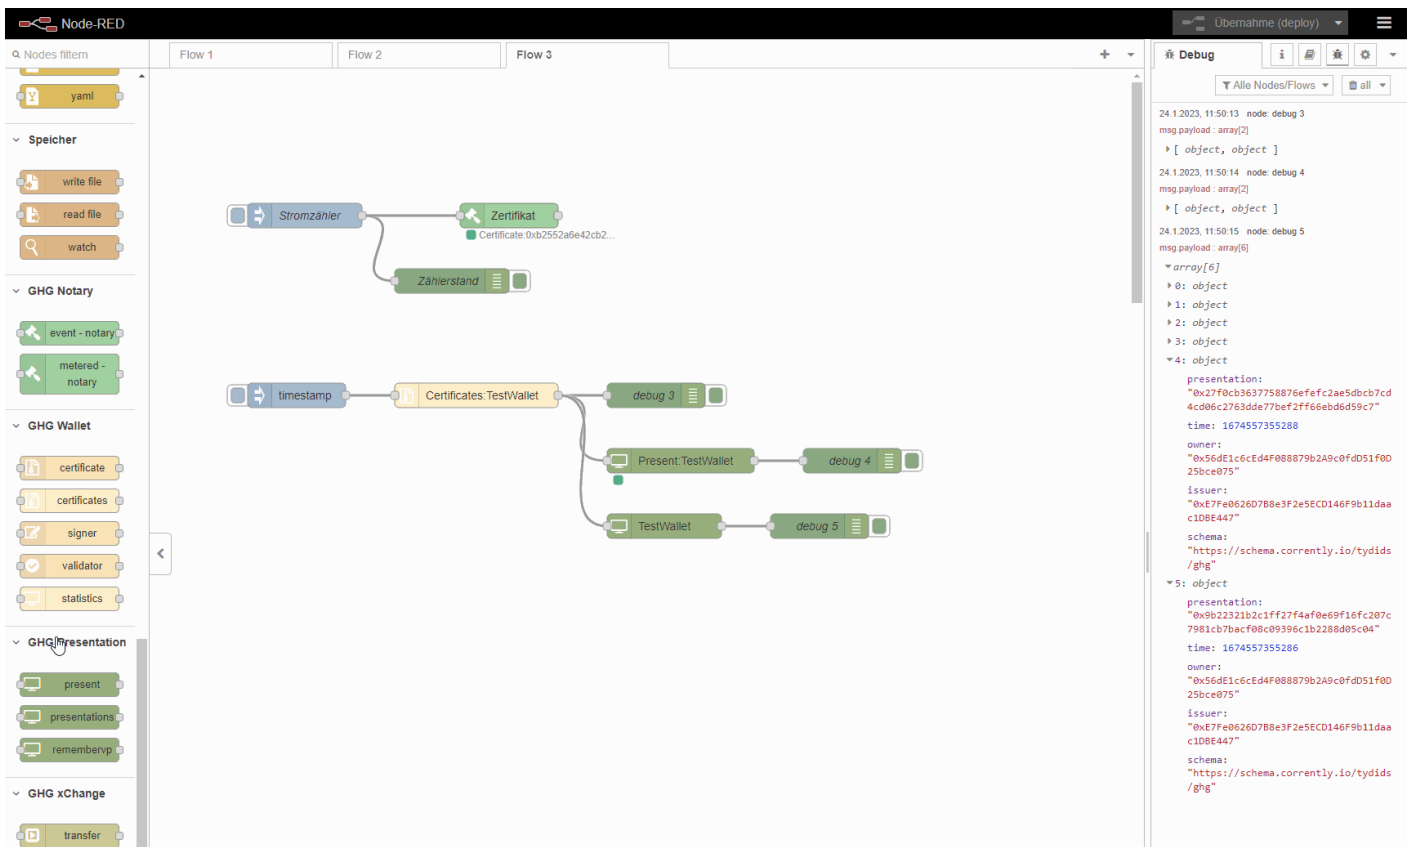 Node-RED
Übernahme (deploy)
Nodes filtern
yaml
Speicher
write file
read file
watch
GHG Notary
event - notary
metered -
notary
GHG Wallet
certificate
certificates
signer
validator
statistics
GHG Presentation
present
presentations
remembervp
GHG xChange
transfer
Flow 1
Flow 2
Flow 3
Stromzähler
Zertifikat
Certificate:0xb2552a6e42cb2...
Zählerstand
timestamp
Certificates:TestWallet
debug 3
Present:TestWallet
debug 4
TestWallet
debug 5
Debug
i
Alle Nodes/Flows
all
24.1.2023, 11:50:13 node: debug 3
msg.payload : array[2]
[ object, object ]
24.1.2023, 11:50:14 node: debug 4
msg.payload : array[2]
[ object, object ]
24.1.2023, 11:50:15 node: debug 5
msg.payload : array[6]
array[6]
0: object
1: object
2: object
3: object
4: object
presentation:
"0x27f0cb3637758876efefc2ae5dbcb7cd
4cd06c2763dde77bef2ff66ebd6d59c7"
time: 1674557355288
owner:
"0x56dE1c6cEd4F088879b2A9c0fdD51f0D
25bce075"
issuer:
"0xE7Fe0626D7B8e3F2e5ECD146F9b11daa
c1DBE447"
schema:
"https://schema.corrently.io/tydids
/ghg"
5: object
presentation:
"0x9b22321b2c1ff27f4af0e69f16fc207c
7981cb7bacf08c09396c1b2288d05c04"
time: 1674557355286
owner:
"0x56dE1c6cEd4F088879b2A9c0fdD51f0D
25bce075"
issuer:
"0xE7Fe0626D7B8e3F2e5ECD146F9b11daa
c1DBE447"
schema:
"https://schema.corrently.io/tydids
/ghg"